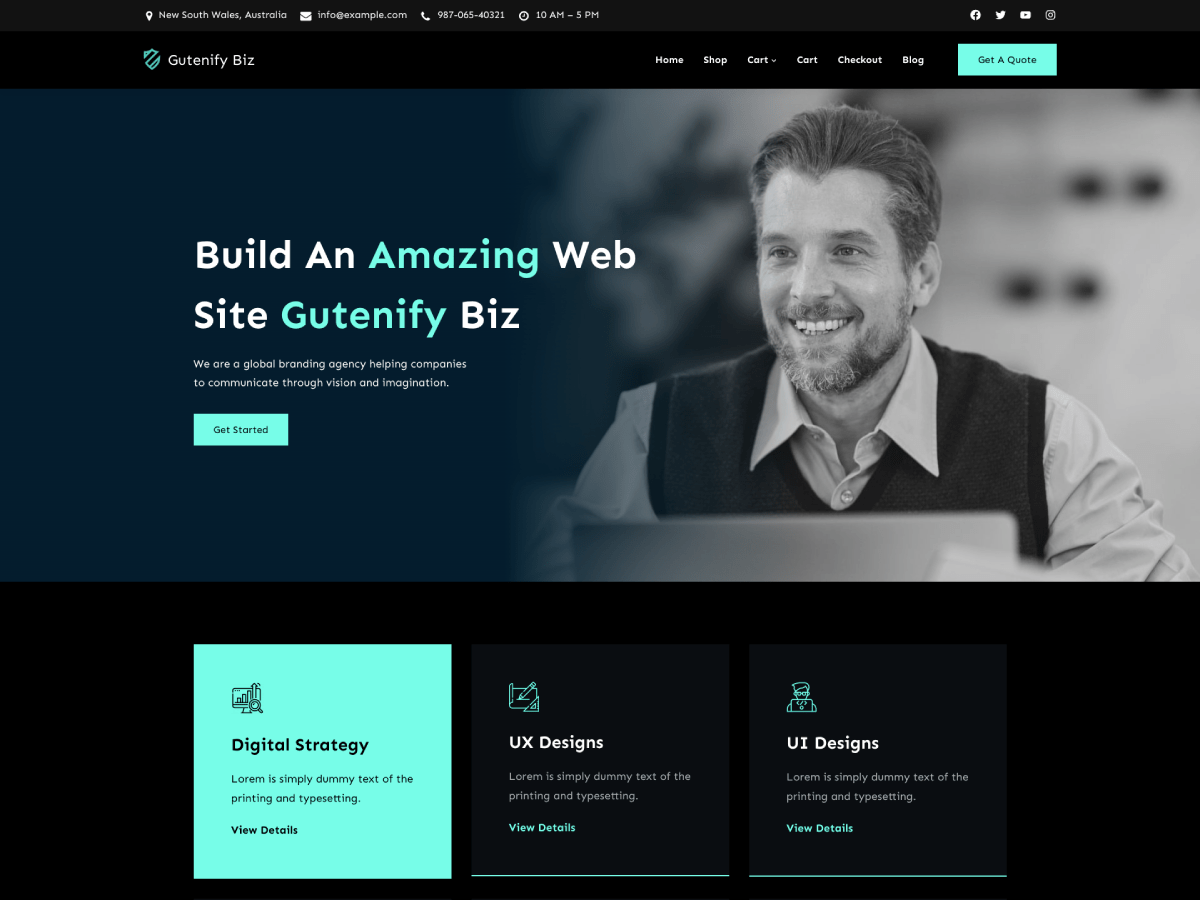 New South Wales, Australia info@example.com 987-065-40321 10 AM – 5 PM
Gutenify Biz Home Shop Cart Cart Checkout Blog Get A Quote
Build An Amazing Web
Site Gutenify Biz
We are a global branding agency helping companies
to communicate through vision and imagination.
Get Started
Digital Strategy
Lorem is simply dummy text of the
printing and typesetting.
View Details
UX Designs
Lorem is simply dummy text of the
printing and typesetting.
View Details
UI Designs
Lorem is simply dummy text of the
printing and typesetting.
View Details